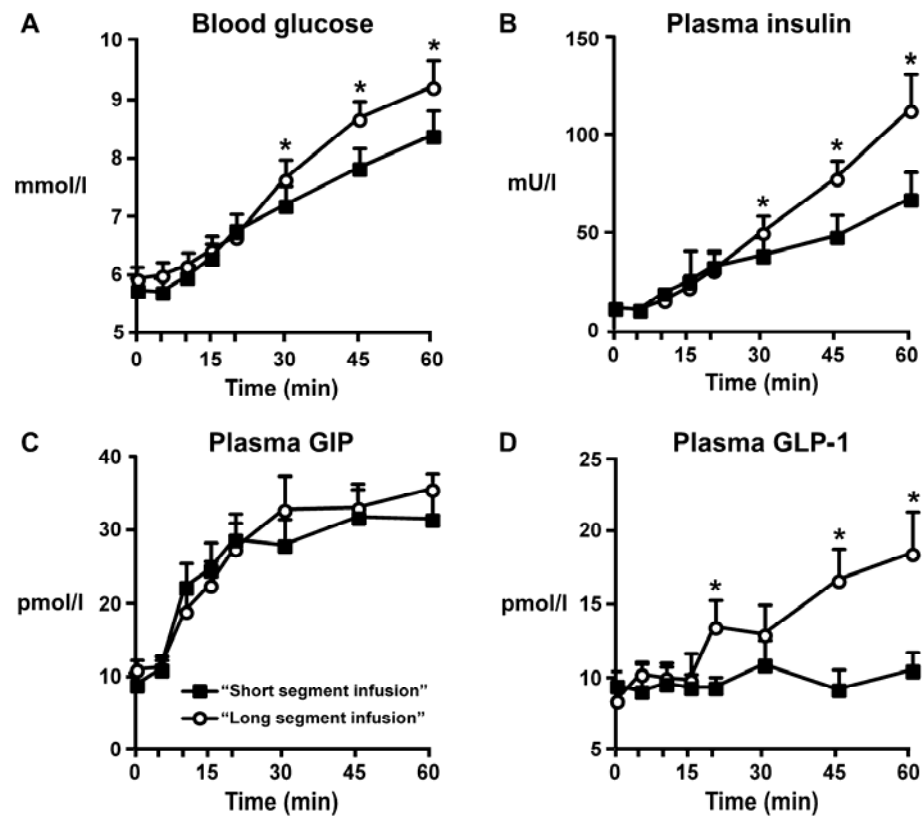 A Blood glucose
10
9
8
mmol/l
7
6
5
* * *
0 15 30 45 60
Time (min)
B Plasma insulin
150
100
mU/l
50
0
* * *
0 15 30 45 60
Time (min)
C Plasma GIP
40
30
pmol/l
20
10
0
"Short segment infusion"
"Long segment infusion"
0 15 30 45 60
Time (min)
D Plasma GLP-1
25
20
pmol/l
15
10
5
* * *
0 15 30 45 60
Time (min)